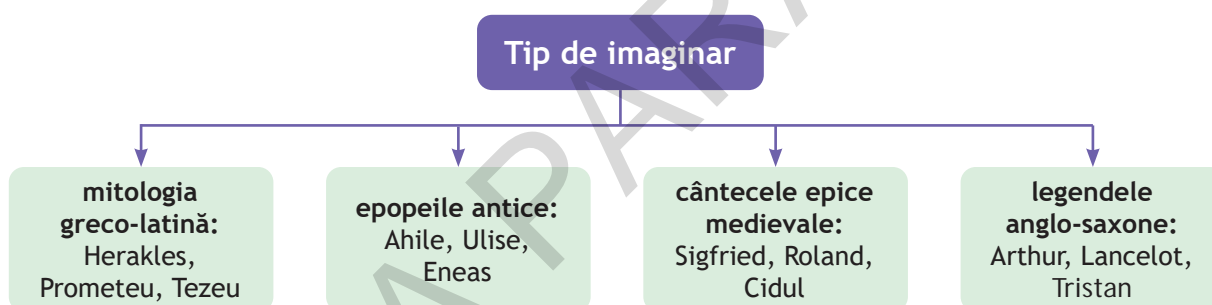 Tip de imaginar
mitologia
greco-latină:
Herakles,
Prometeu, Tezeu
epopeile antice:
Ahile, Ulise,
Eneas
cântecele epice
medievale:
Sigfried, Roland,
Cidul
legendele
anglo-saxone:
Arthur, Lancelot,
Tristan